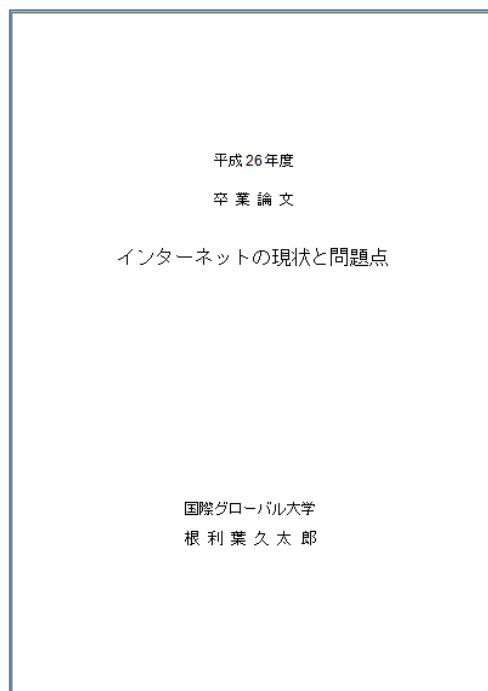 平成26年度
卒業論文
インターネットの現状と問題点
国際グローバル大学
根利葉久太郎